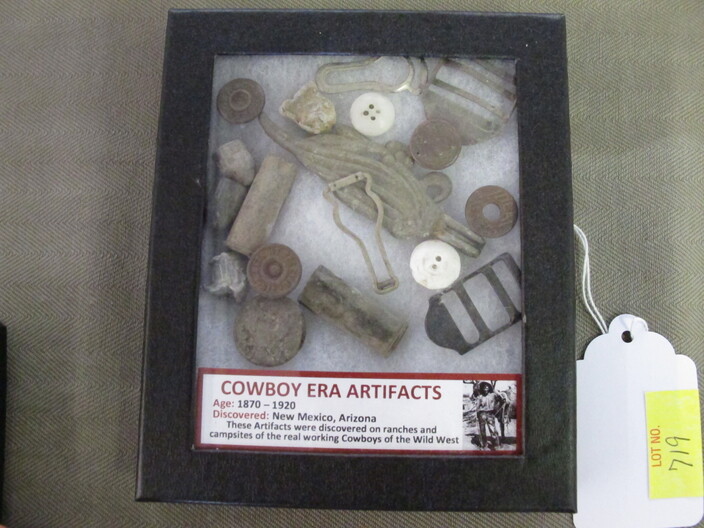 COWBOY ERA ARTIFACTS
Age: 1870 – 1920
Discovered: New Mexico, Arizona
These Artifacts were discovered on ranches and
campsites of the real working Cowboys of the Wild West
LOT NO.
719